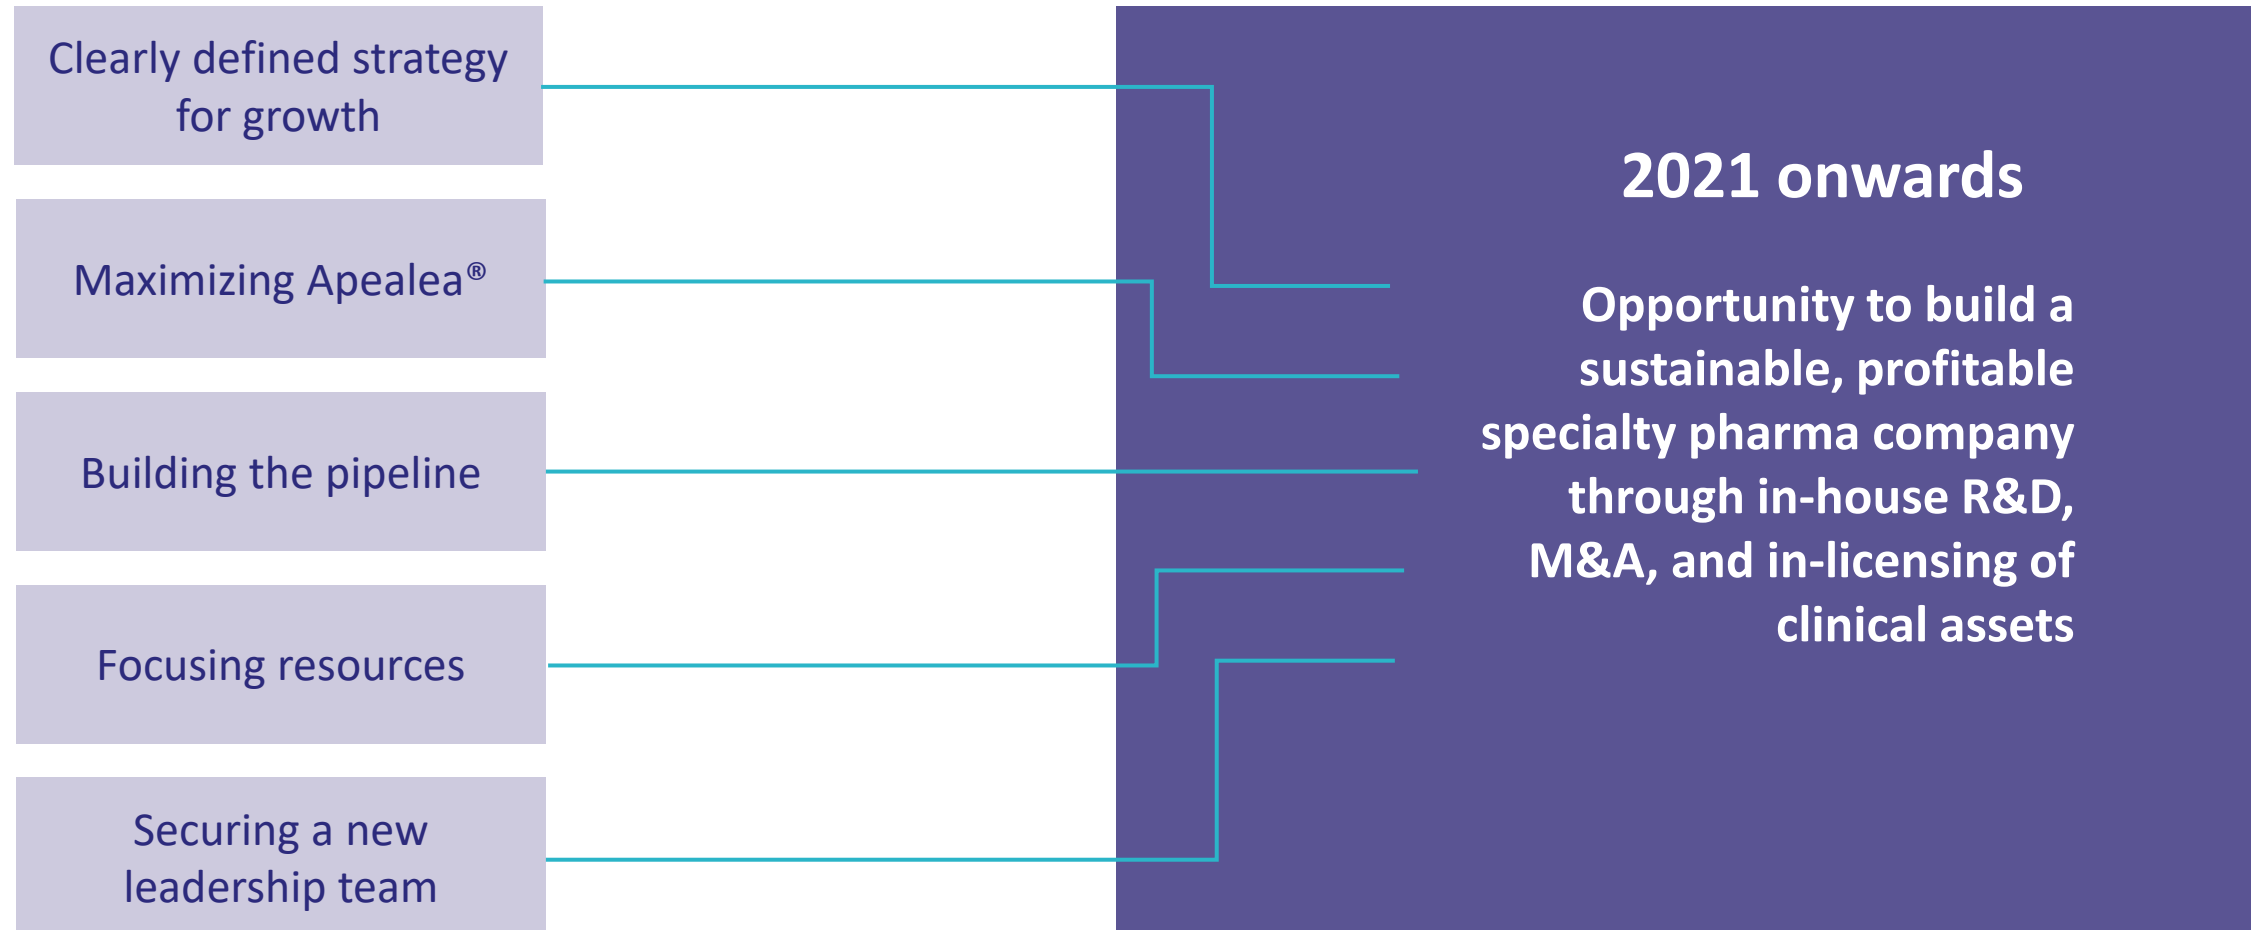 Clearly defined strategy
for growth
Maximizing Apealea®
Building the pipeline
Focusing resources
Securing a new
leadership team
2021 onwards
Opportunity to build a
sustainable, profitable
specialty pharma company
through in-house R&D,
M&A, and in-licensing of
clinical assets